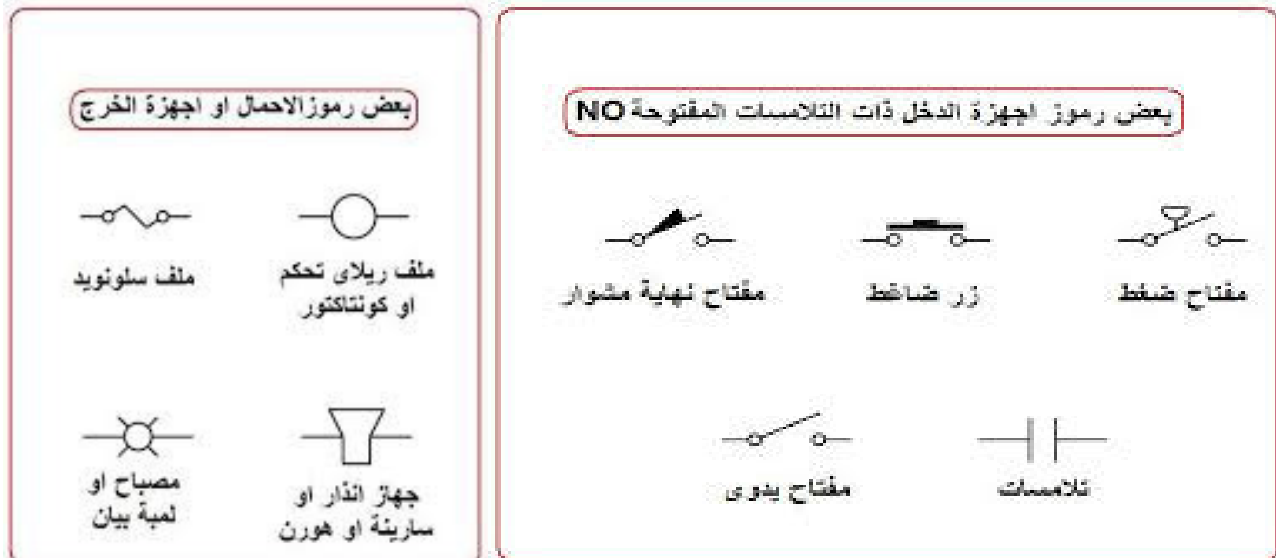 بعض رموز اجهزة الدخل ذات التلامسات المفتوحة NO
مفتاح ضغط
زر ضاغط
مفتاح نهاية مشوار
تلامسات
مفتاح يدوى
بعض رموزالاحمال او اجهزة الخرج
ملف ريلاى تحكم
او كونتاكتور
ملف سلونويد
جهاز انذار او
سارينة او هورن
مصباح او
لمبة بيان